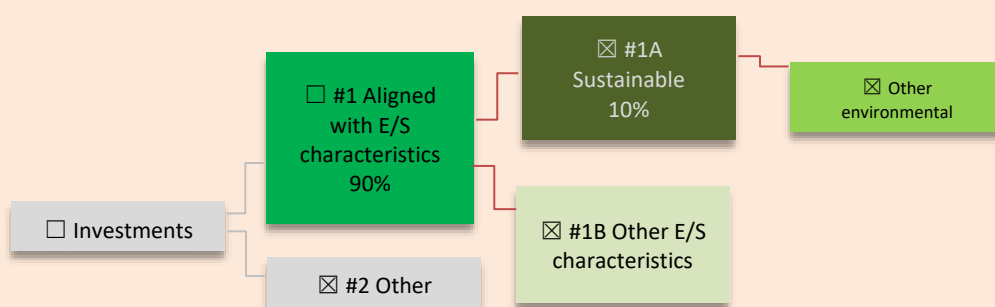 ☐ Investments
☐ #1 Aligned
with E/S
characteristics
90%
☒ #2 Other
☒ #1A
Sustainable
10%
☒ #1B Other E/S
characteristics
☒ Other
environmental